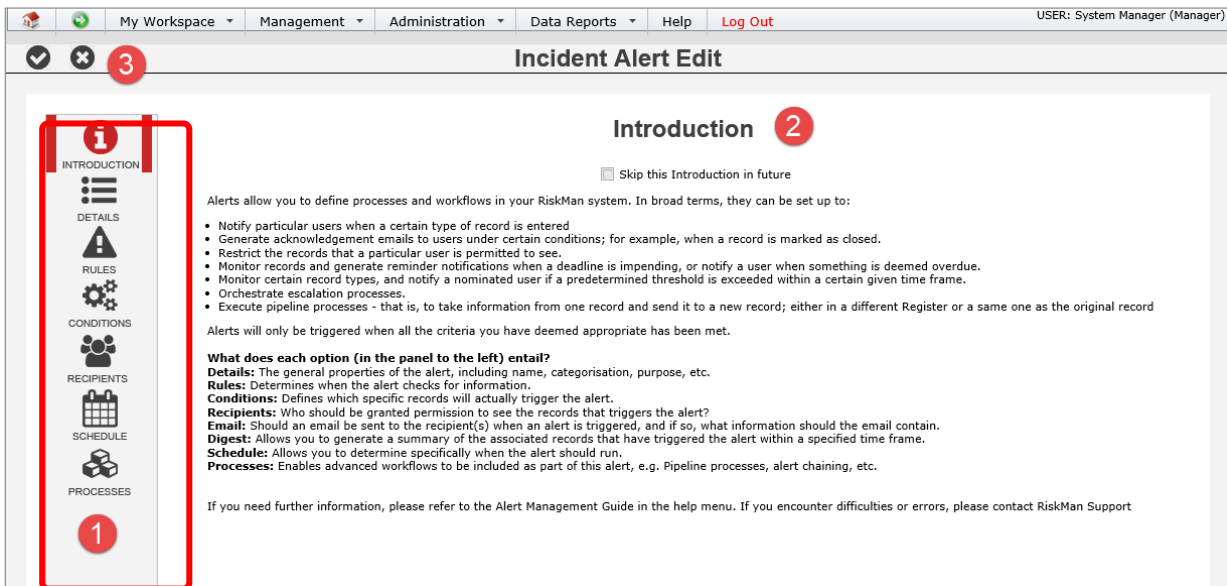 My Workspace Management Administration Data Reports Help Log Out USER: System Manager (Manager)
3 Incident Alert Edit
Introduction 2
Skip this Introduction in future
INTRODUCTION
DETAILS
RULES
CONDITIONS
RECIPIENTS
SCHEDULE
PROCESSES
1
Alerts allow you to define processes and workflows in your RiskMan system. In broad terms, they can be set up to:
• Notify particular users when a certain type of record is entered
• Generate acknowledgement emails to users under certain conditions; for example, when a record is marked as closed.
• Restrict the records that a particular user is permitted to see.
• Monitor records and generate reminder notifications when a deadline is impending, or notify a user when something is deemed overdue.
• Monitor certain record types, and notify a nominated user if a predetermined threshold is exceeded within a certain given time frame.
• Orchestrate escalation processes.
• Execute pipeline processes - that is, to take information from one record and send it to a new record; either in a different Register or a same one as the original record
Alerts will only be triggered when all the criteria you have deemed appropriate has been met.
What does each option (in the panel to the left) entail?
Details: The general properties of the alert, including name, categorisation, purpose, etc.
Rules: Determines when the alert checks for information.
Conditions: Defines which specific records will actually trigger the alert.
Recipients: Who should be granted permission to see the records that triggers the alert?
Email: Should an email be sent to the recipient(s) when an alert is triggered, and if so, what information should the email contain.
Digest: Allows you to generate a summary of the associated records that have triggered the alert within a specified time frame.
Schedule: Allows you to determine specifically when the alert should run.
Processes: Enables advanced workflows to be included as part of this alert, e.g. Pipeline processes, alert chaining, etc.
If you need further information, please refer to the Alert Management Guide in the help menu. If you encounter difficulties or errors, please contact RiskMan Support